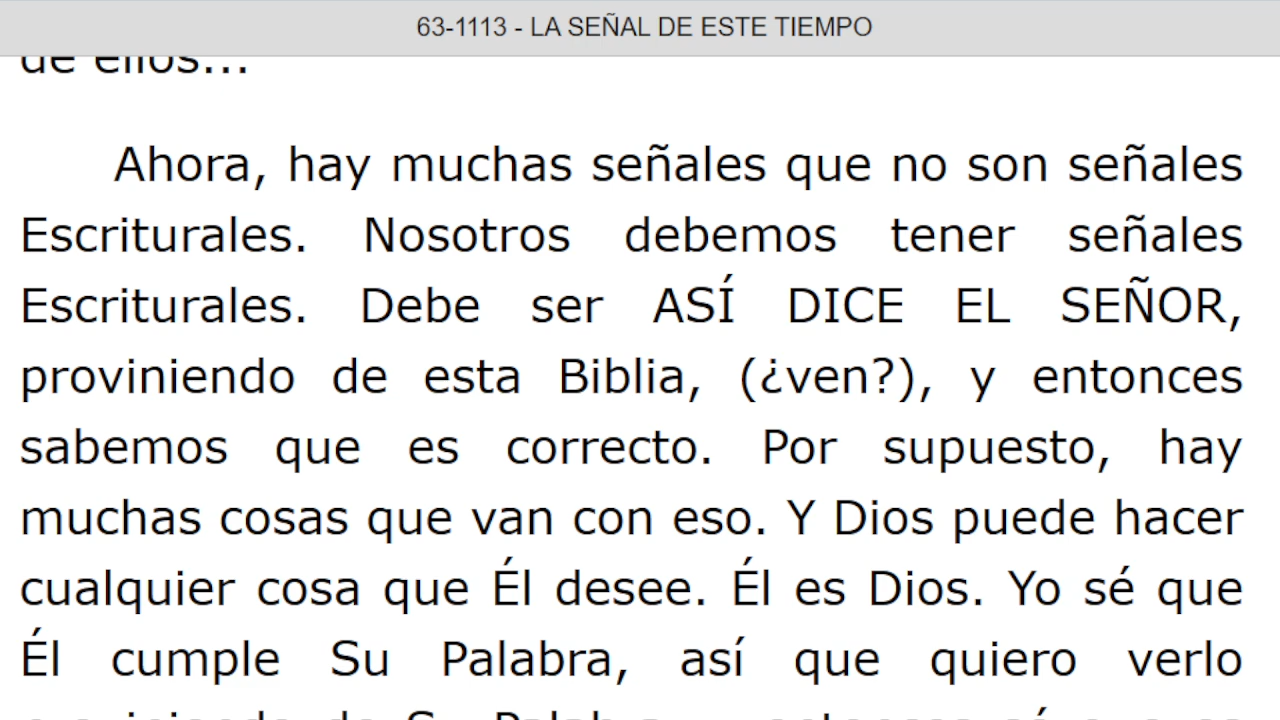 63-1113 - LA SEÑAL DE ESTE TIEMPO
de ellos...
Ahora, hay muchas señales que no son señales
Escriturales. Nosotros debemos tener señales
Escriturales. Debe ser ASÍ DICE EL SEÑOR,
proviniendo de esta Biblia, (¿ven?), y entonces
sabemos que es correcto. Por supuesto, hay
muchas cosas que van con eso. Y Dios puede hacer
cualquier cosa que Él desee. Él es Dios. Yo sé que
Él cumple Su Palabra, así que quiero verlo